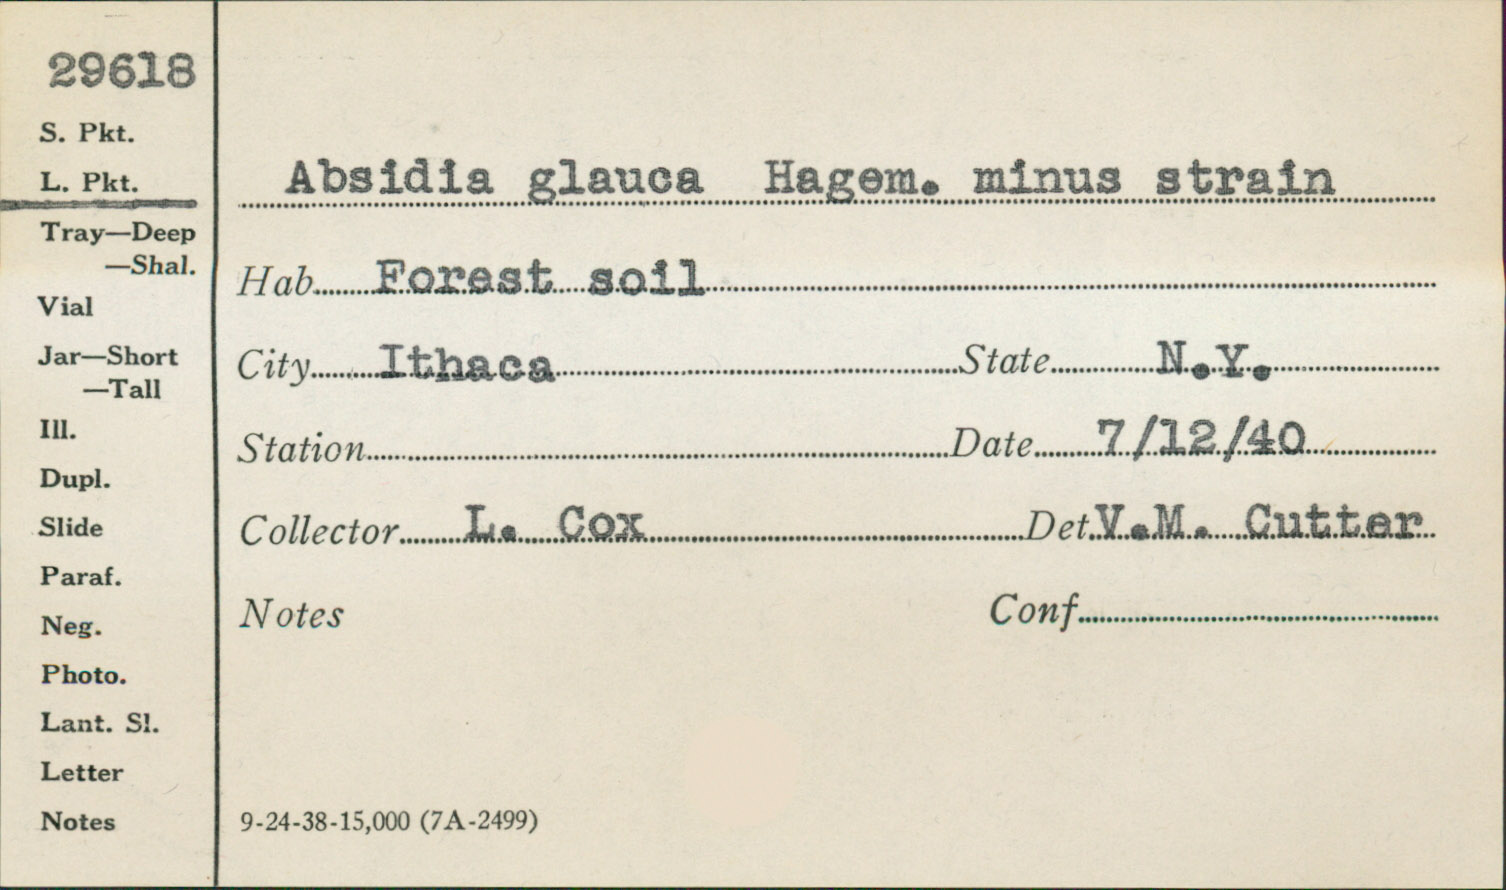 29618
S. Pkt.
L. Pkt.
Tray—Deep
—Shal.
Vial
Jar—Short
—Tall
Ill.
Dupl.
Slide
Paraf.
Neg.
Photo.
Lant. Sl.
Letter
Notes
Absidia glauca Hagem. minus strain
Hab. Forest soil
City Ithaca State N.Y.
Station Date 7/12/40
Collector L. Cox Det. V.M. Cutter
Notes Conf.
9-24-38-15,000 (7A-2499)